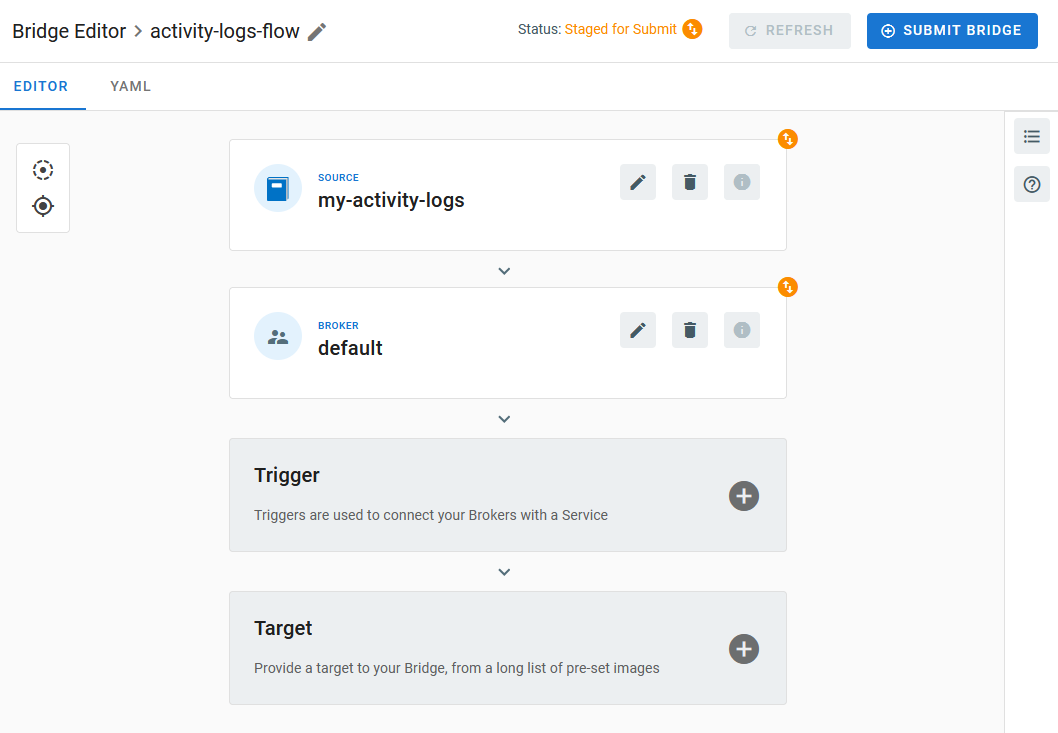 Bridge Editor > activity-logs-flow
Status: Staged for Submit
REFRESH
SUBMIT BRIDGE
EDITOR
YAML
SOURCE
my-activity-logs
BROKER
default
Trigger
Triggers are used to connect your Brokers with a Service
Target
Provide a target to your Bridge, from a long list of pre-set images